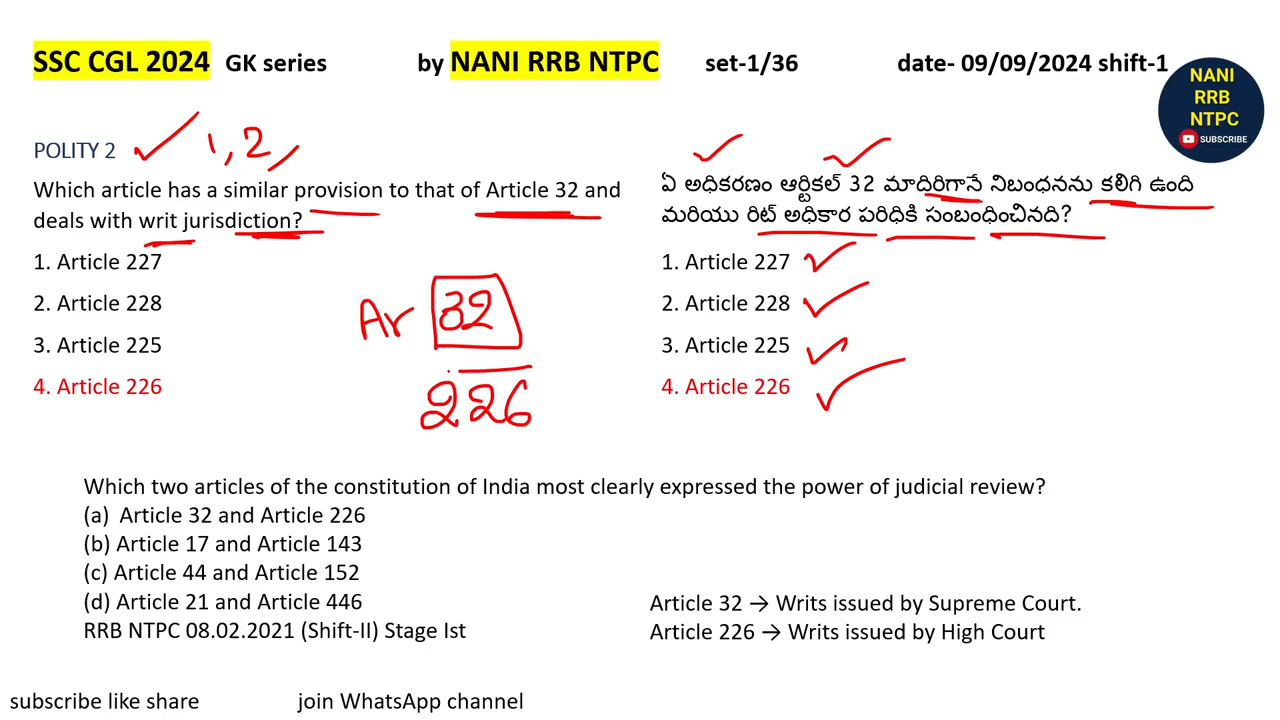 SSC CGL 2024 GK series by NANI RRB NTPC set-1/36 date- 09/09/2024 shift-1
NANI
RRB
NTPC
SUBSCRIBE
POLITY 2
1, 2,
Which article has a similar provision to that of Article 32 and
deals with writ jurisdiction?
1. Article 227
2. Article 228
3. Article 225
4. Article 226
Ar 32
226
ఏ అధికరణం ఆర్టికల్ 32 మాదిరిగానే నిబంధనను కలిగి ఉంది
మరియు రిట్ అధికార పరిధికి సంబంధించినది?
1. Article 227
2. Article 228
3. Article 225
4. Article 226
Which two articles of the constitution of India most clearly expressed the power of judicial review?
(a) Article 32 and Article 226
(b) Article 17 and Article 143
(c) Article 44 and Article 152
(d) Article 21 and Article 446
RRB NTPC 08.02.2021 (Shift-II) Stage Ist
Article 32 → Writs issued by Supreme Court.
Article 226 → Writs issued by High Court
subscribe like share join WhatsApp channel